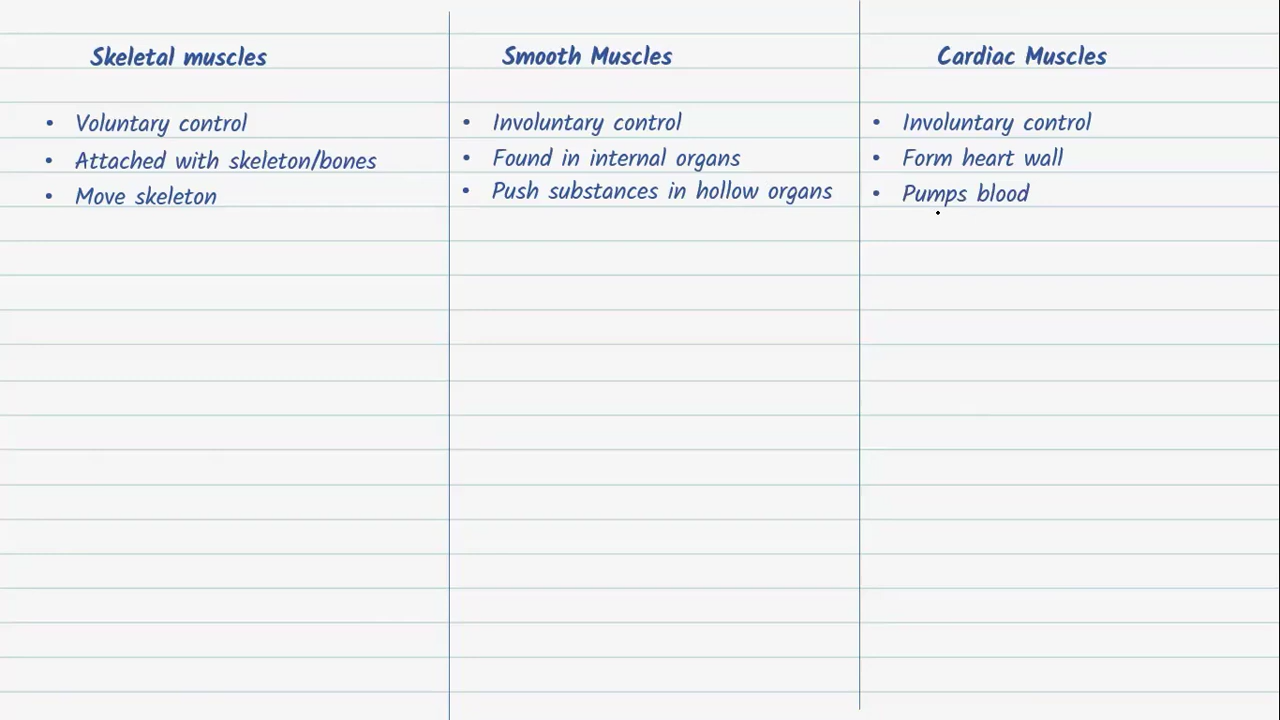 Skeletal muscles
• Voluntary control
• Attached with skeleton/bones
• Move skeleton
Smooth Muscles
• Involuntary control
• Found in internal organs
• Push substances in hollow organs
Cardiac Muscles
• Involuntary control
• Form heart wall
• Pumps blood